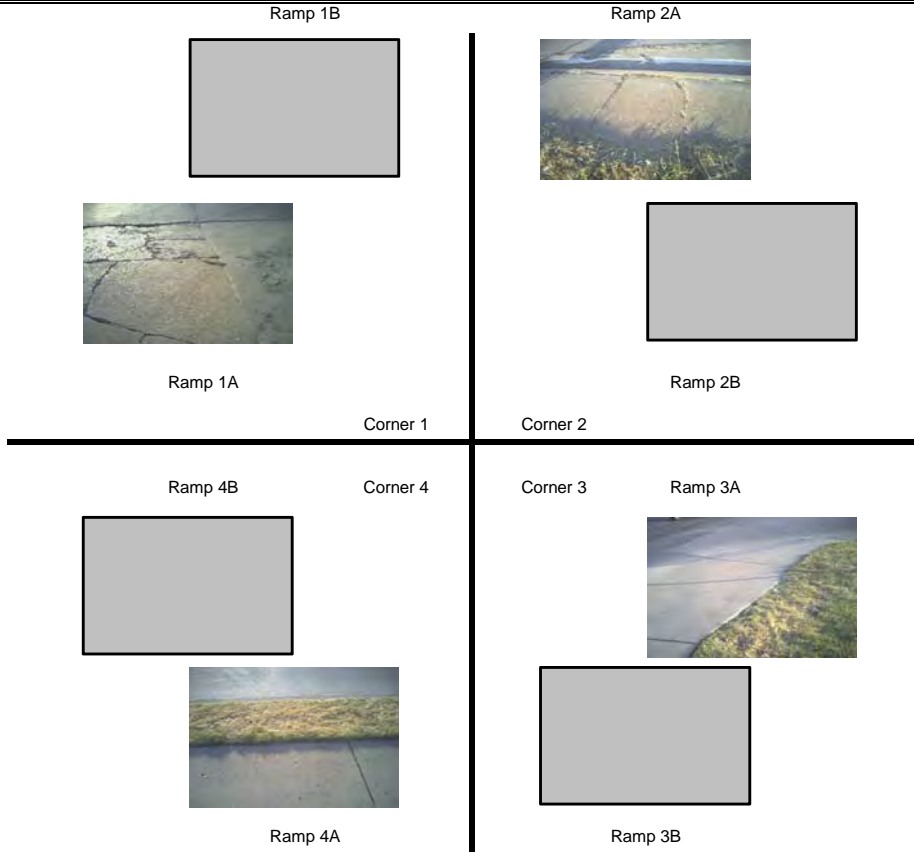 Ramp 1B
Ramp 2A
Ramp 1A
Ramp 2B
Corner 1
Corner 2
Ramp 4B
Corner 4
Corner 3
Ramp 3A
Ramp 4A
Ramp 3B